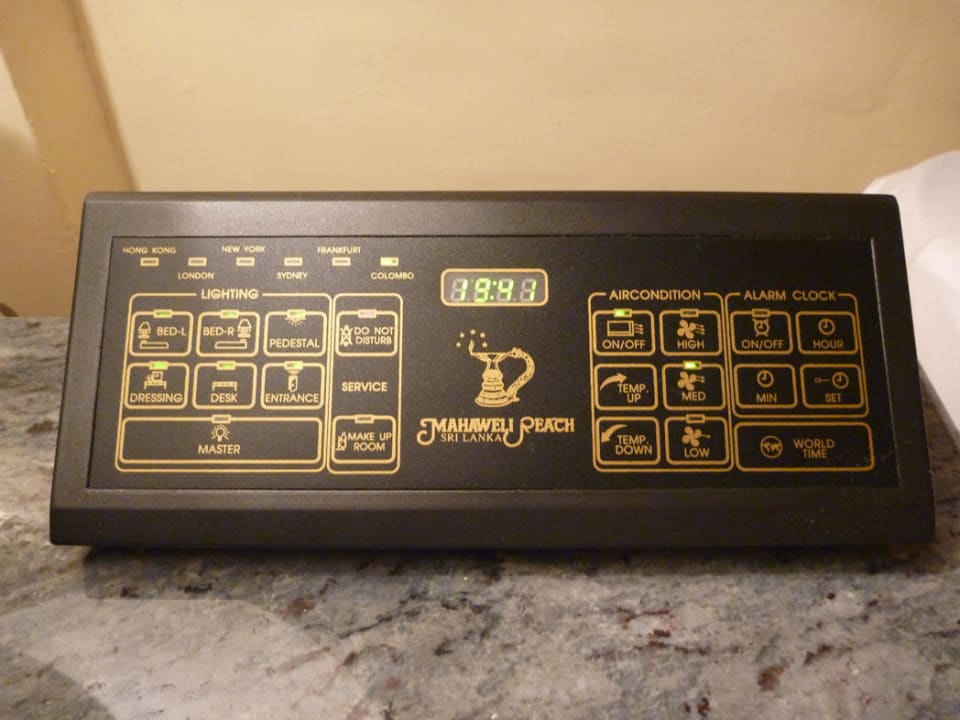 HONG KONG
NEW YORK
FRANKFURT
LONDON
SYDNEY
COLOMBO
19:41
LIGHTING
BED-L
BED-R
PEDESTAL
DRESSING
DESK
ENTRANCE
MASTER
DO NOT
DISTURB
SERVICE
MAKE UP
ROOM
MAHAWELI REACH
SRI LANKA
AIRCONDITION
ON/OFF
HIGH
TEMP.
UP
MED
TEMP.
DOWN
LOW
ALARM CLOCK
ON/OFF
HOUR
MIN
SET
WORLD
TIME